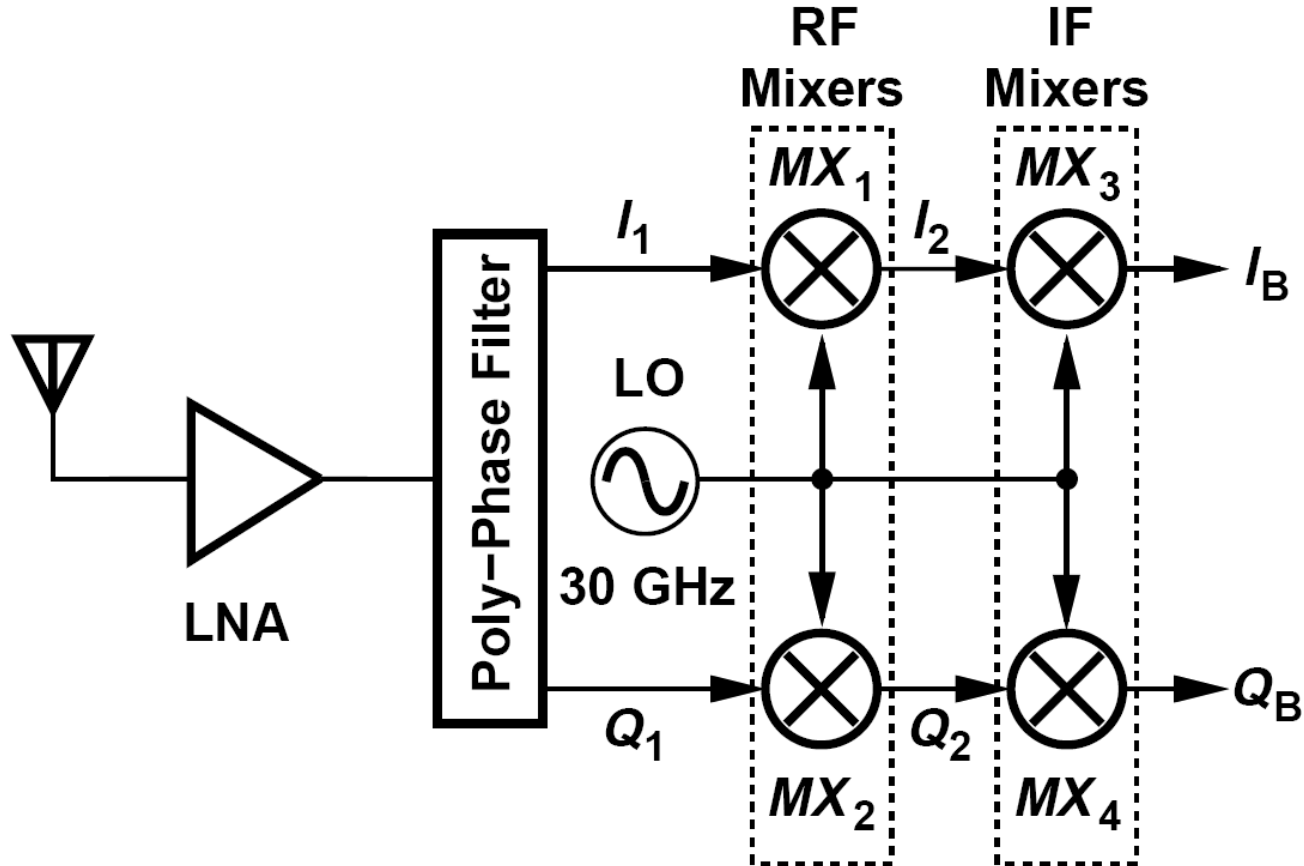 RF
Mixers
IF
Mixers
MX1
MX3
I1
I2
IB
Poly-Phase Filter
LO
30 GHz
LNA
Q1
Q2
QB
MX2
MX4